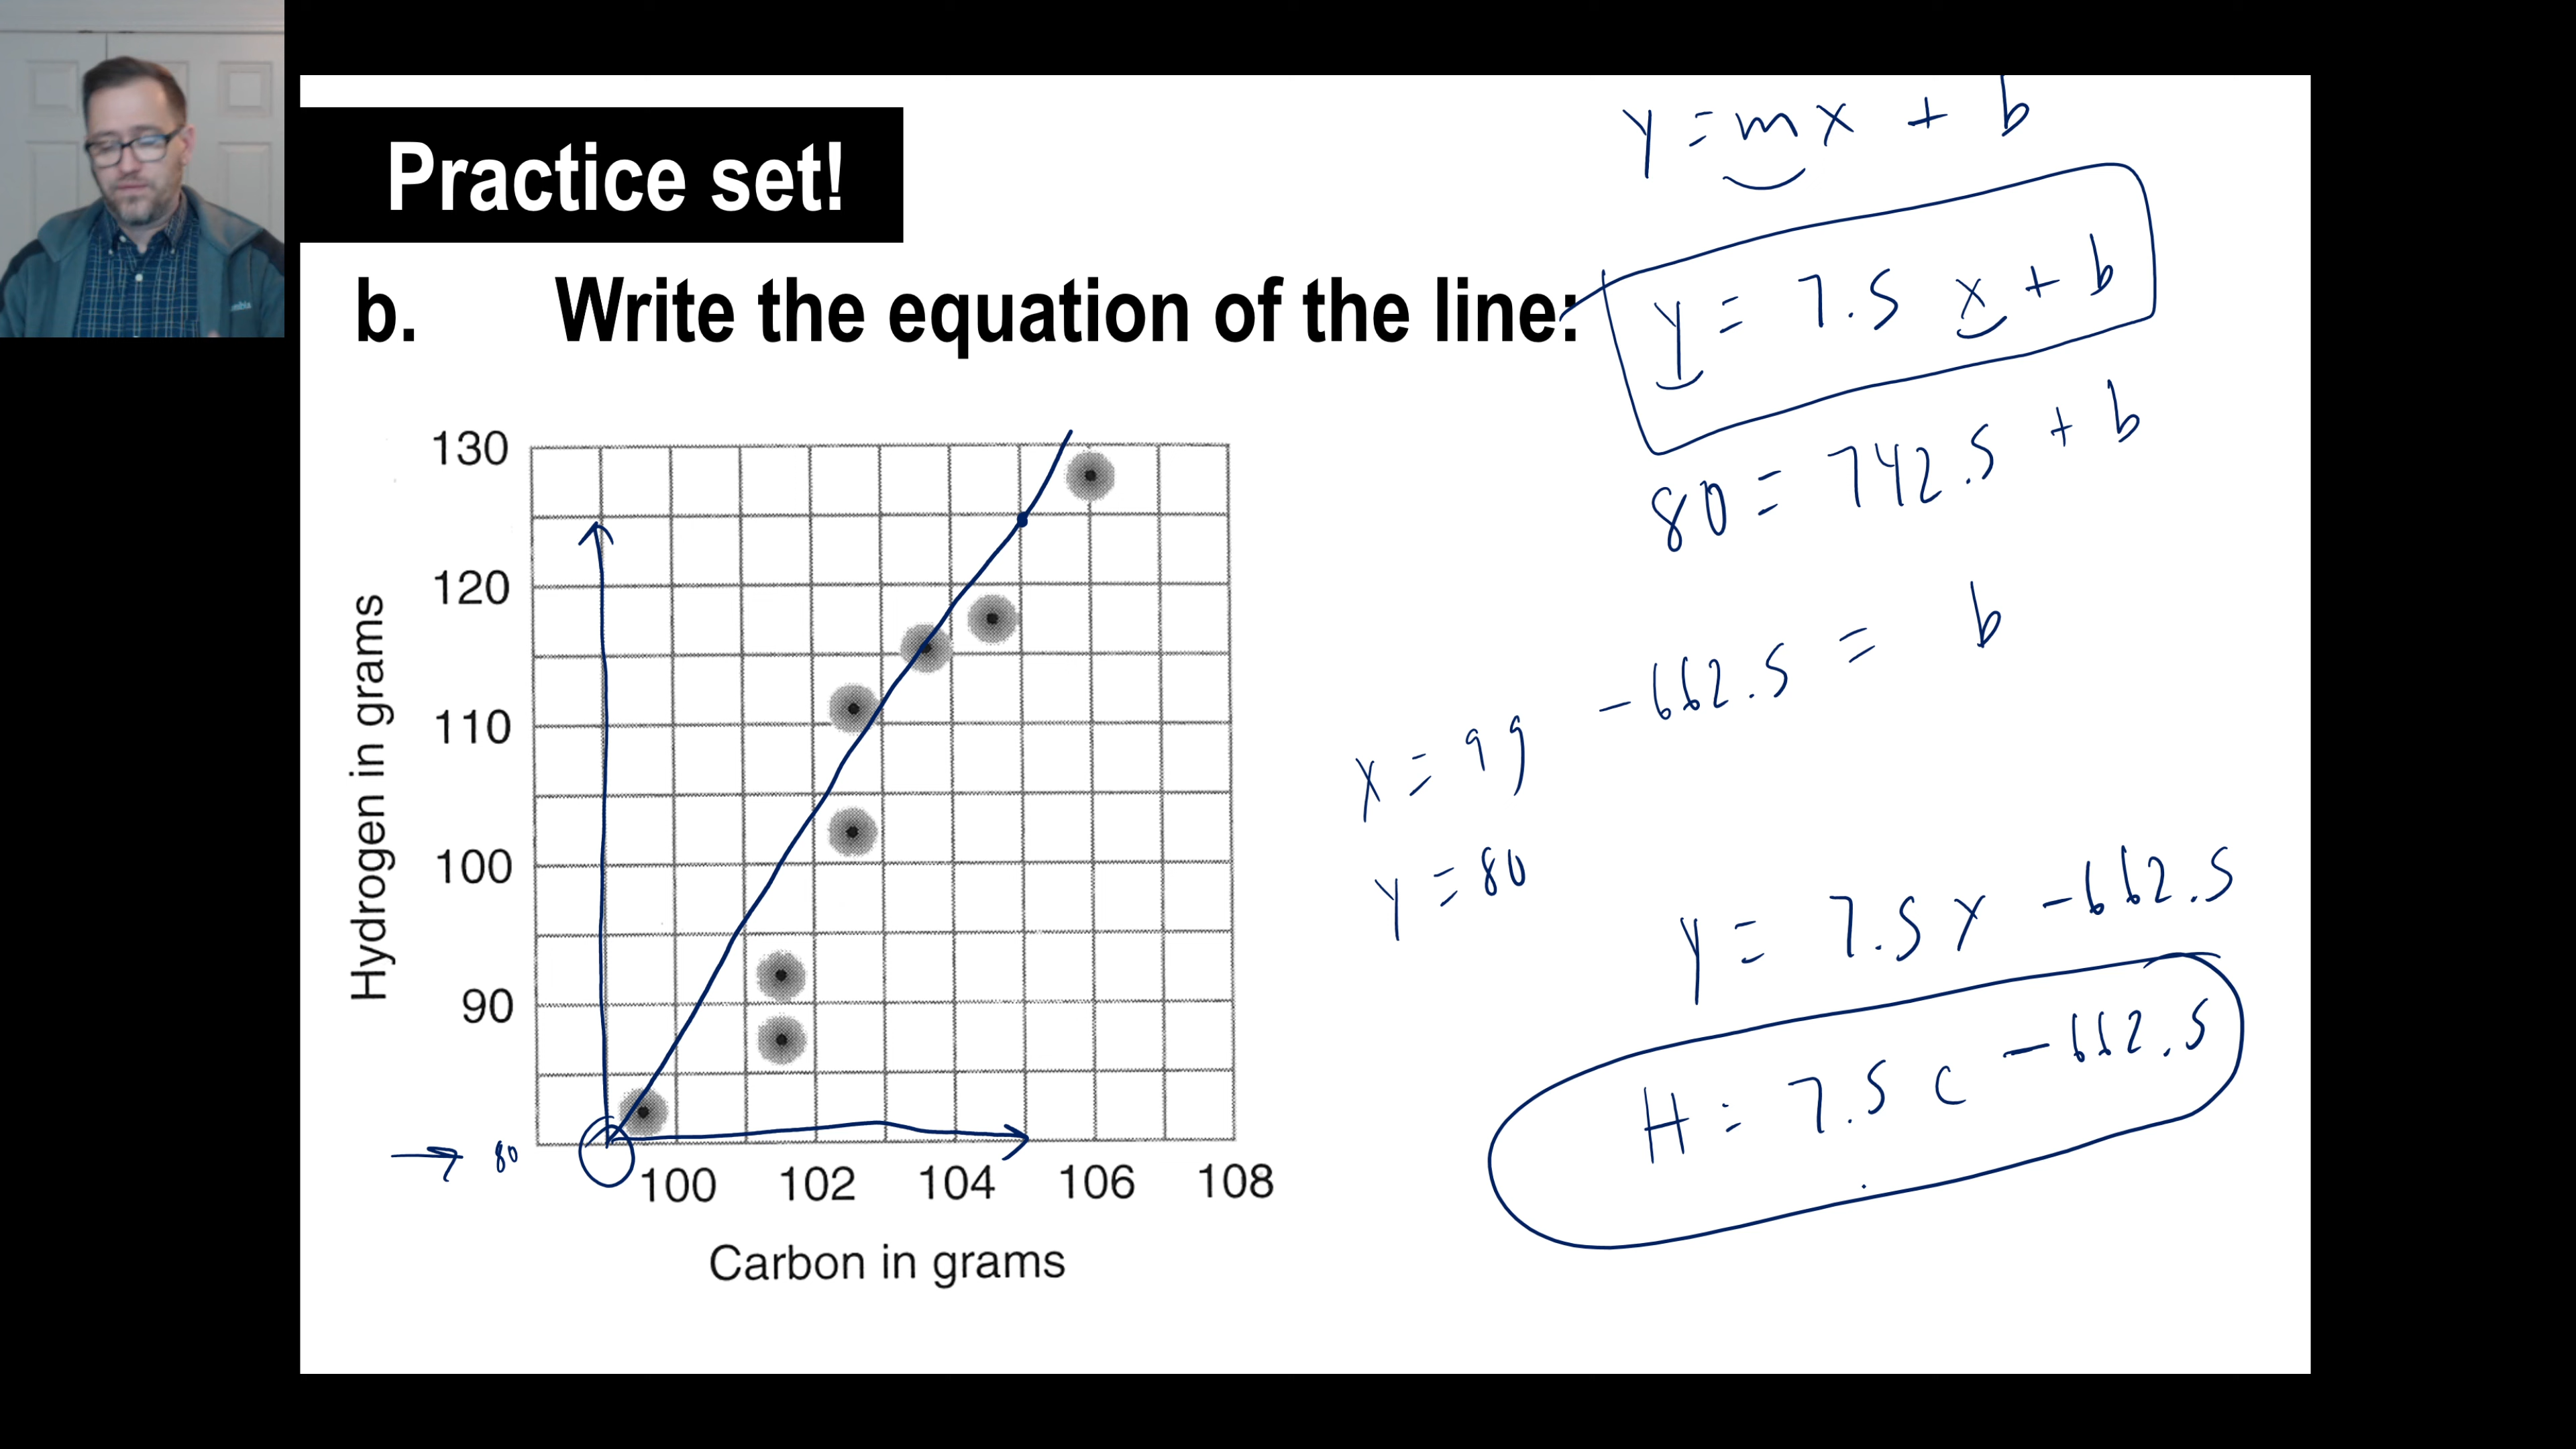 Practice set!
b. Write the equation of the line:
y = mx + b
y = 7.5 x + b
80 = 742.5 + b
-662.5 = b
x = 99
y = 80
y = 7.5x -662.5
H = 7.5 c -662.5
130
120
110
100
90
80
Hydrogen in grams
100 102 104 106 108
Carbon in grams